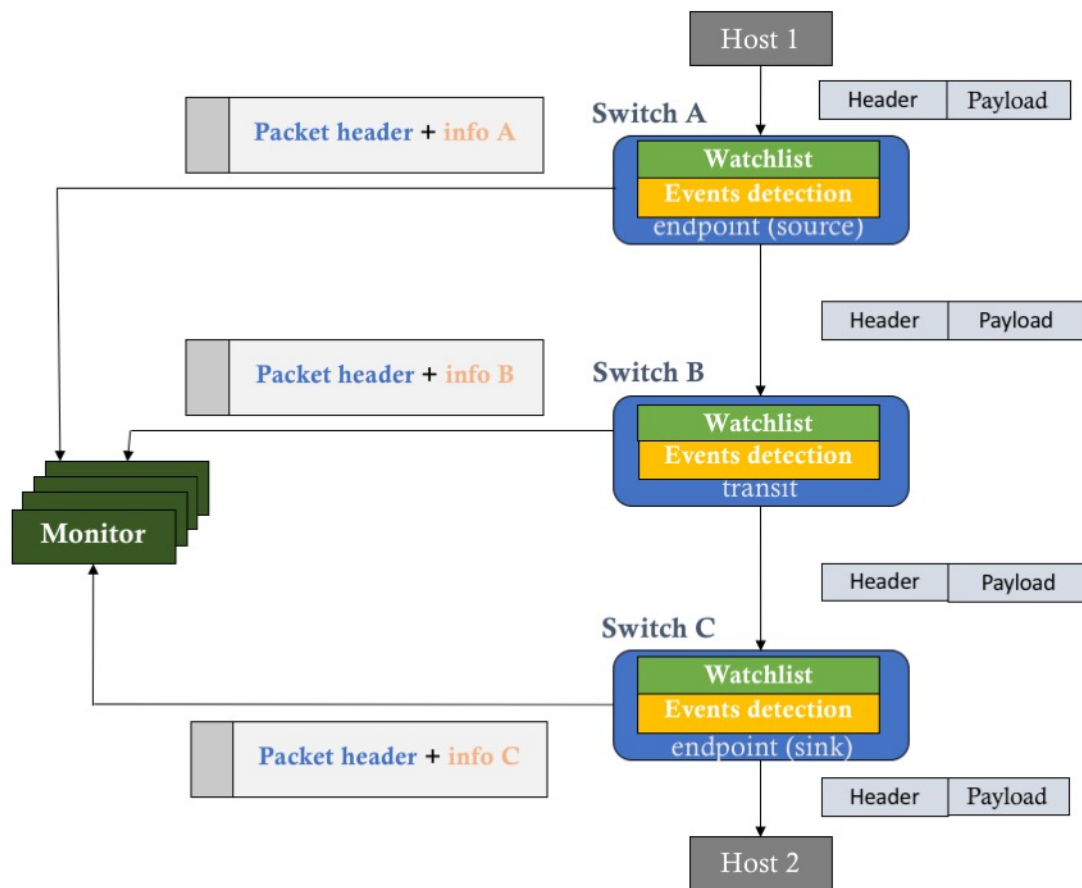 Host 1
Header Payload
Packet header + info A
Switch A
Watchlist
Events detection
endpoint (source)
Header Payload
Packet header + info B
Switch B
Watchlist
Events detection
transit
Monitor
Header Payload
Switch C
Watchlist
Events detection
endpoint (sink)
Packet header + info C
Header Payload
Host 2